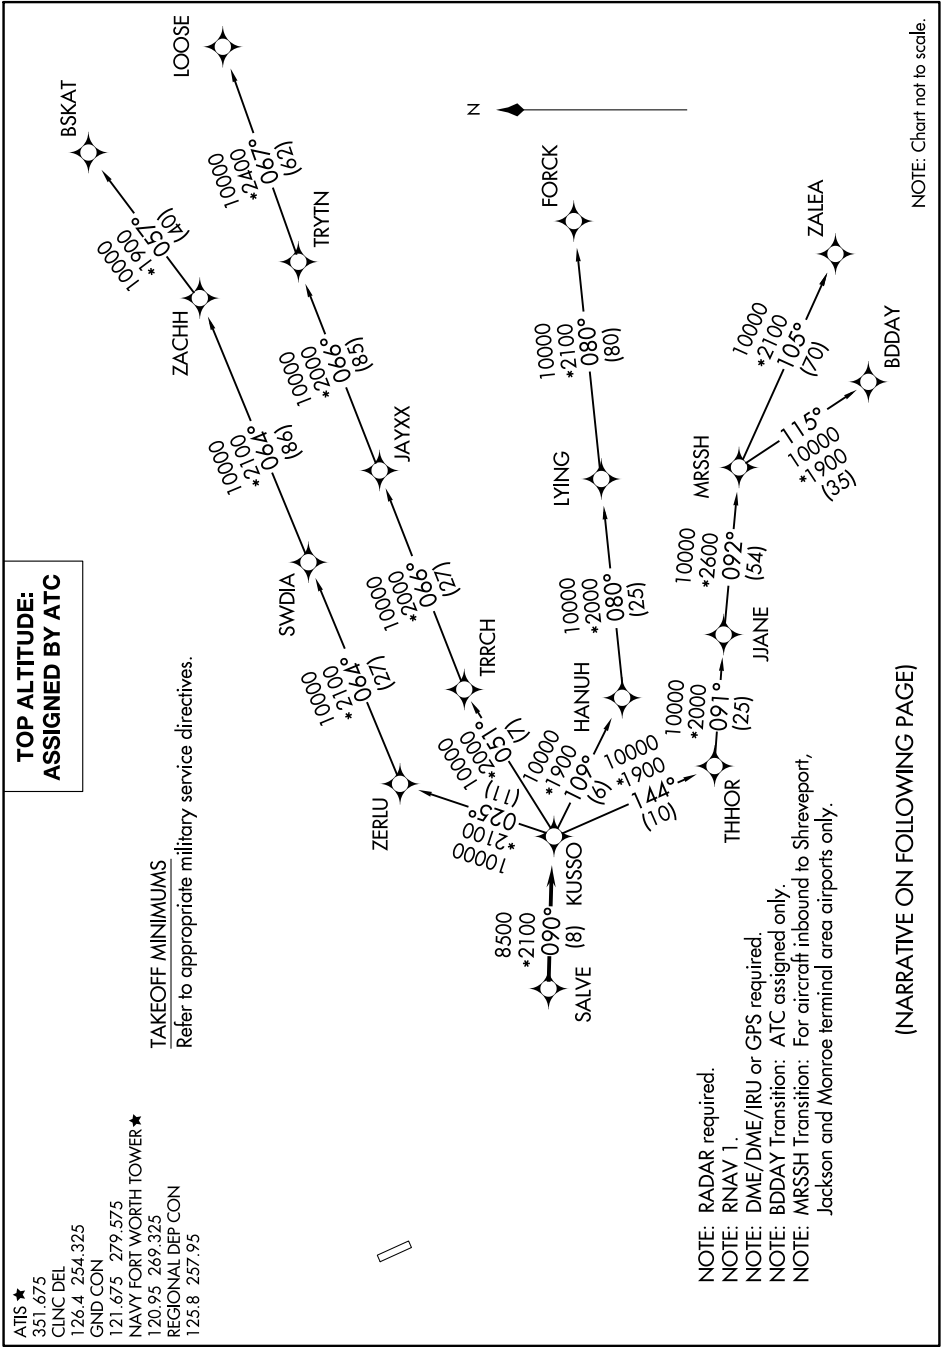 TOP ALTITUDE:
ASSIGNED BY ATC
ATIS ★
351.675
CLNC DEL
126.4 254.325
GND CON
121.675 279.575
NAVY FORT WORTH TOWER ★
120.95 269.325
REGIONAL DEP CON
125.8 257.95
TAKEOFF MINIMUMS
Refer to appropriate military service directives.
BSKAT
10000
*1900
057°
(40)
ZACHH
10000
*2100
064°
(86)
SWDIA
10000
*2100
064°
(27)
ZERLU
10000
*2100
025°
(11)
LOOSE
10000
*2400
067°
(62)
TRYTN
10000
*2000
066°
(85)
JAYXX
10000
*2000
066°
(27)
TRRCH
10000
*2000
051°
(7)
N
FORCK
10000
*2100
080°
(80)
LYING
10000
*2000
080°
(25)
HANUH
10000
*1900
109°
(6)
SALVE
8500
*2100
090°
(8)
KUSSO
10000
*1900
144°
(10)
THHOR
10000
*2000
091°
(25)
JJANE
10000
*2600
092°
(54)
MRSSH
10000
*2100
105°
(70)
ZALEA
115°
10000
*1900
(35)
BDDAY
NOTE: RADAR required.
NOTE: RNAV 1.
NOTE: DME/DME/IRU or GPS required.
NOTE: BDDAY Transition: ATC assigned only.
NOTE: MRSSH Transition: For aircraft inbound to Shreveport,
Jackson and Monroe terminal area airports only.
(NARRATIVE ON FOLLOWING PAGE)
NOTE: Chart not to scale.